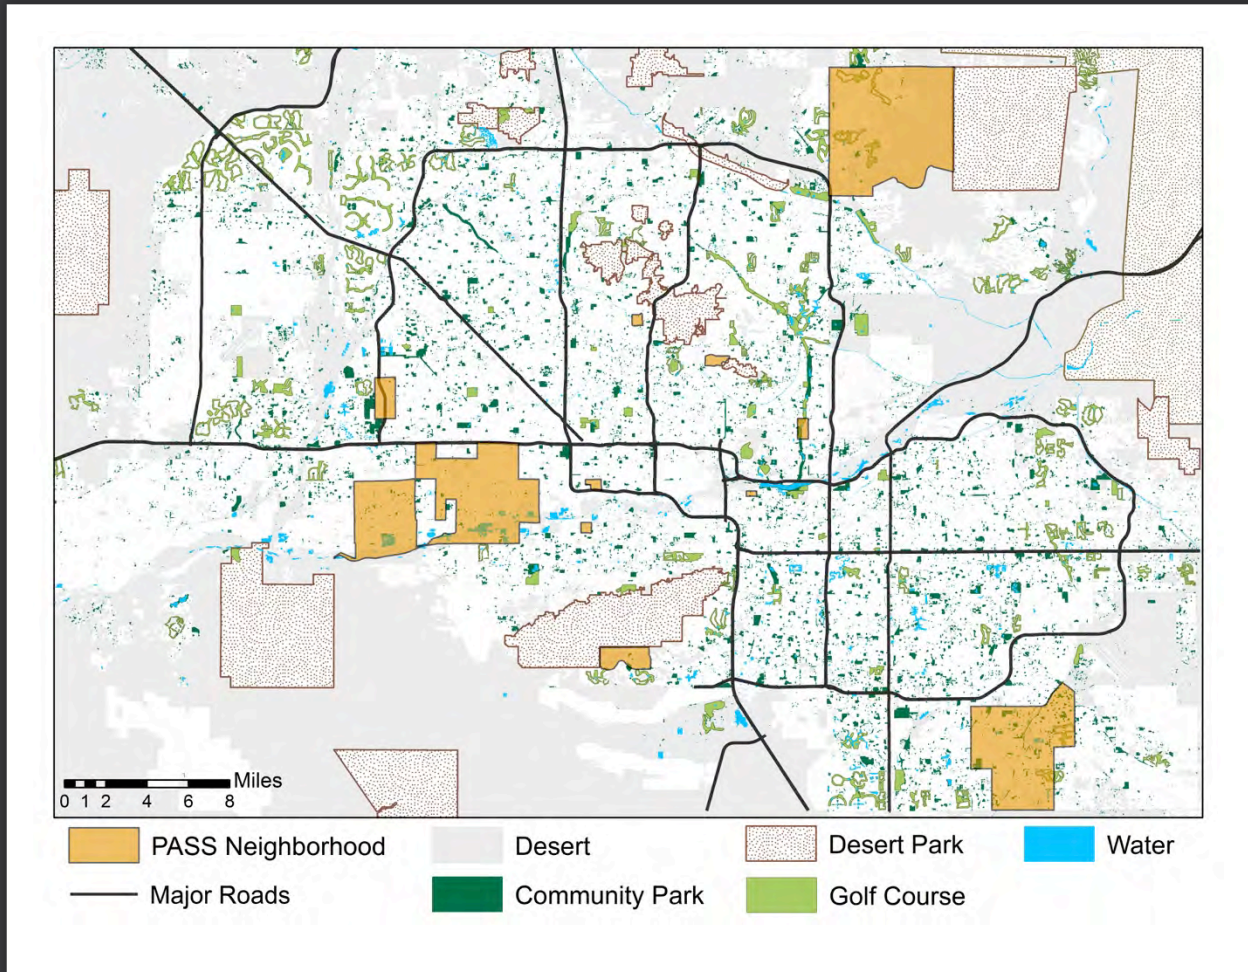 Miles
0 1 2 4 6 8
PASS Neighborhood
Desert
Desert Park
Water
Major Roads
Community Park
Golf Course